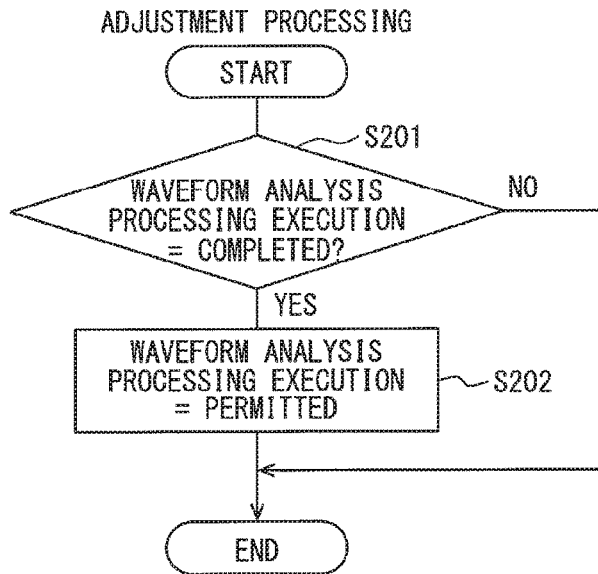 ADJUSTMENT PROCESSING
START
S201
WAVEFORM ANALYSIS
PROCESSING EXECUTION
= COMPLETED?
NO
YES
WAVEFORM ANALYSIS
PROCESSING EXECUTION
= PERMITTED
S202
END